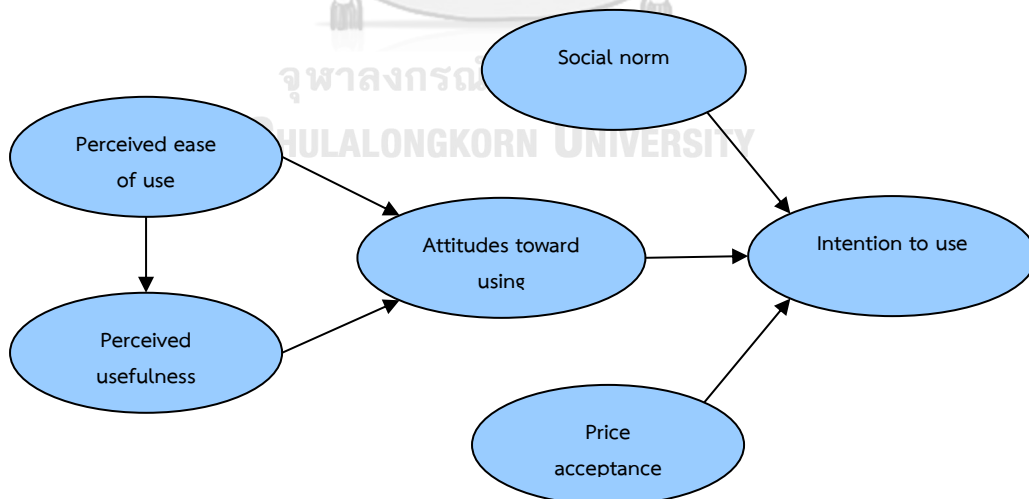 Social norm
จุฬาลงกรณ์
CHULALONGKORN UNIVERSITY
Perceived ease
of use
Attitudes toward
using
Intention to use
Perceived
usefulness
Price
acceptance